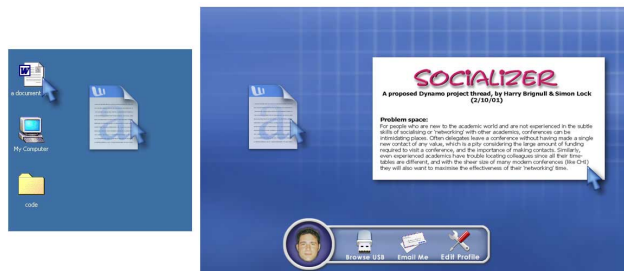 e document
My Computer
code
SOCIALIZER
A proposed Dynamo project thread, by Harry Brignull & Simon Lock
(2/10/01)
Problem space:
For people who are new to the academic world and are not experienced in the subtle
skills of socialising or 'networking' with other academics, conferences can be
intimidating places. Often delegates leave a conference without having made a single
new contact of any value, which is a pity considering the large amount of funding
required to visit a conference, and the importance of making contacts. Similarly,
even experienced academics have trouble locating colleagues since all their time-
tables are different, and with the sheer size of many modern conferences (like CHI)
they will also want to maximise the effectiveness of their 'networking' time.
Browse USB
Email Me
Edit Profile